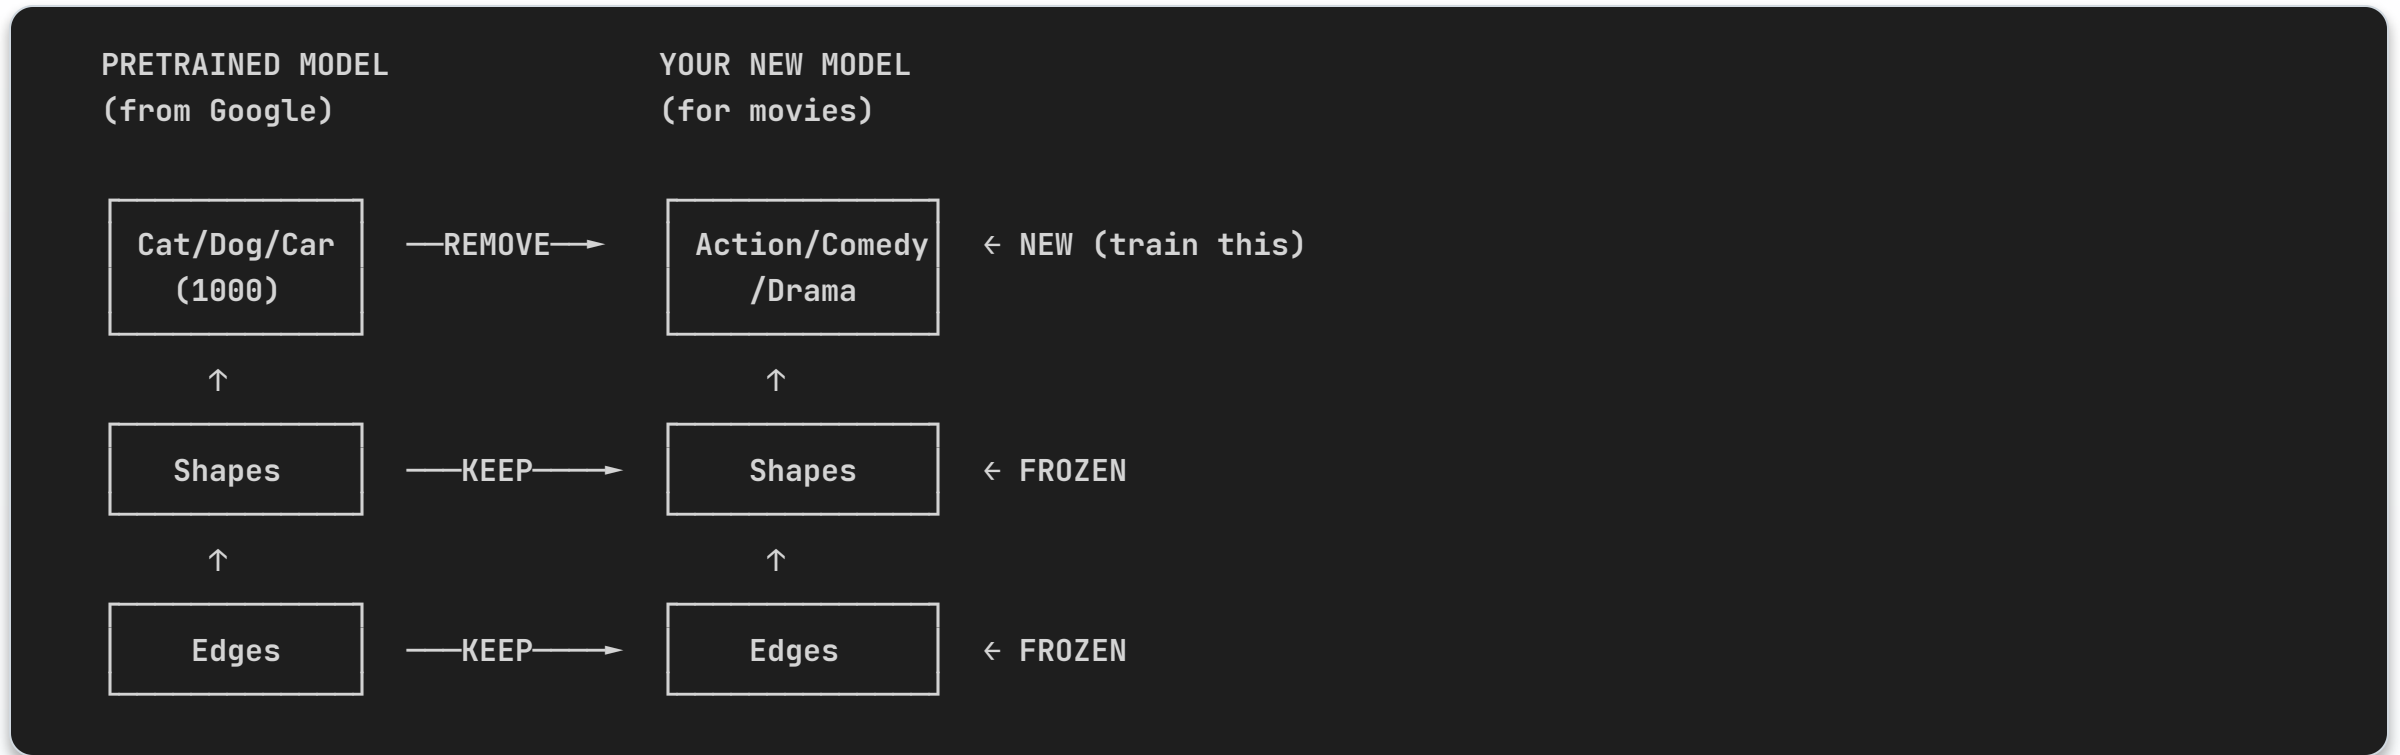 PRETRAINED MODEL YOUR NEW MODEL
(from Google) (for movies)
Cat/Dog/Car ──REMOVE──► Action/Comedy ← NEW (train this)
(1000) /Drama
↑ ↑
Shapes ───KEEP────► Shapes ← FROZEN
↑ ↑
Edges ───KEEP────► Edges ← FROZEN